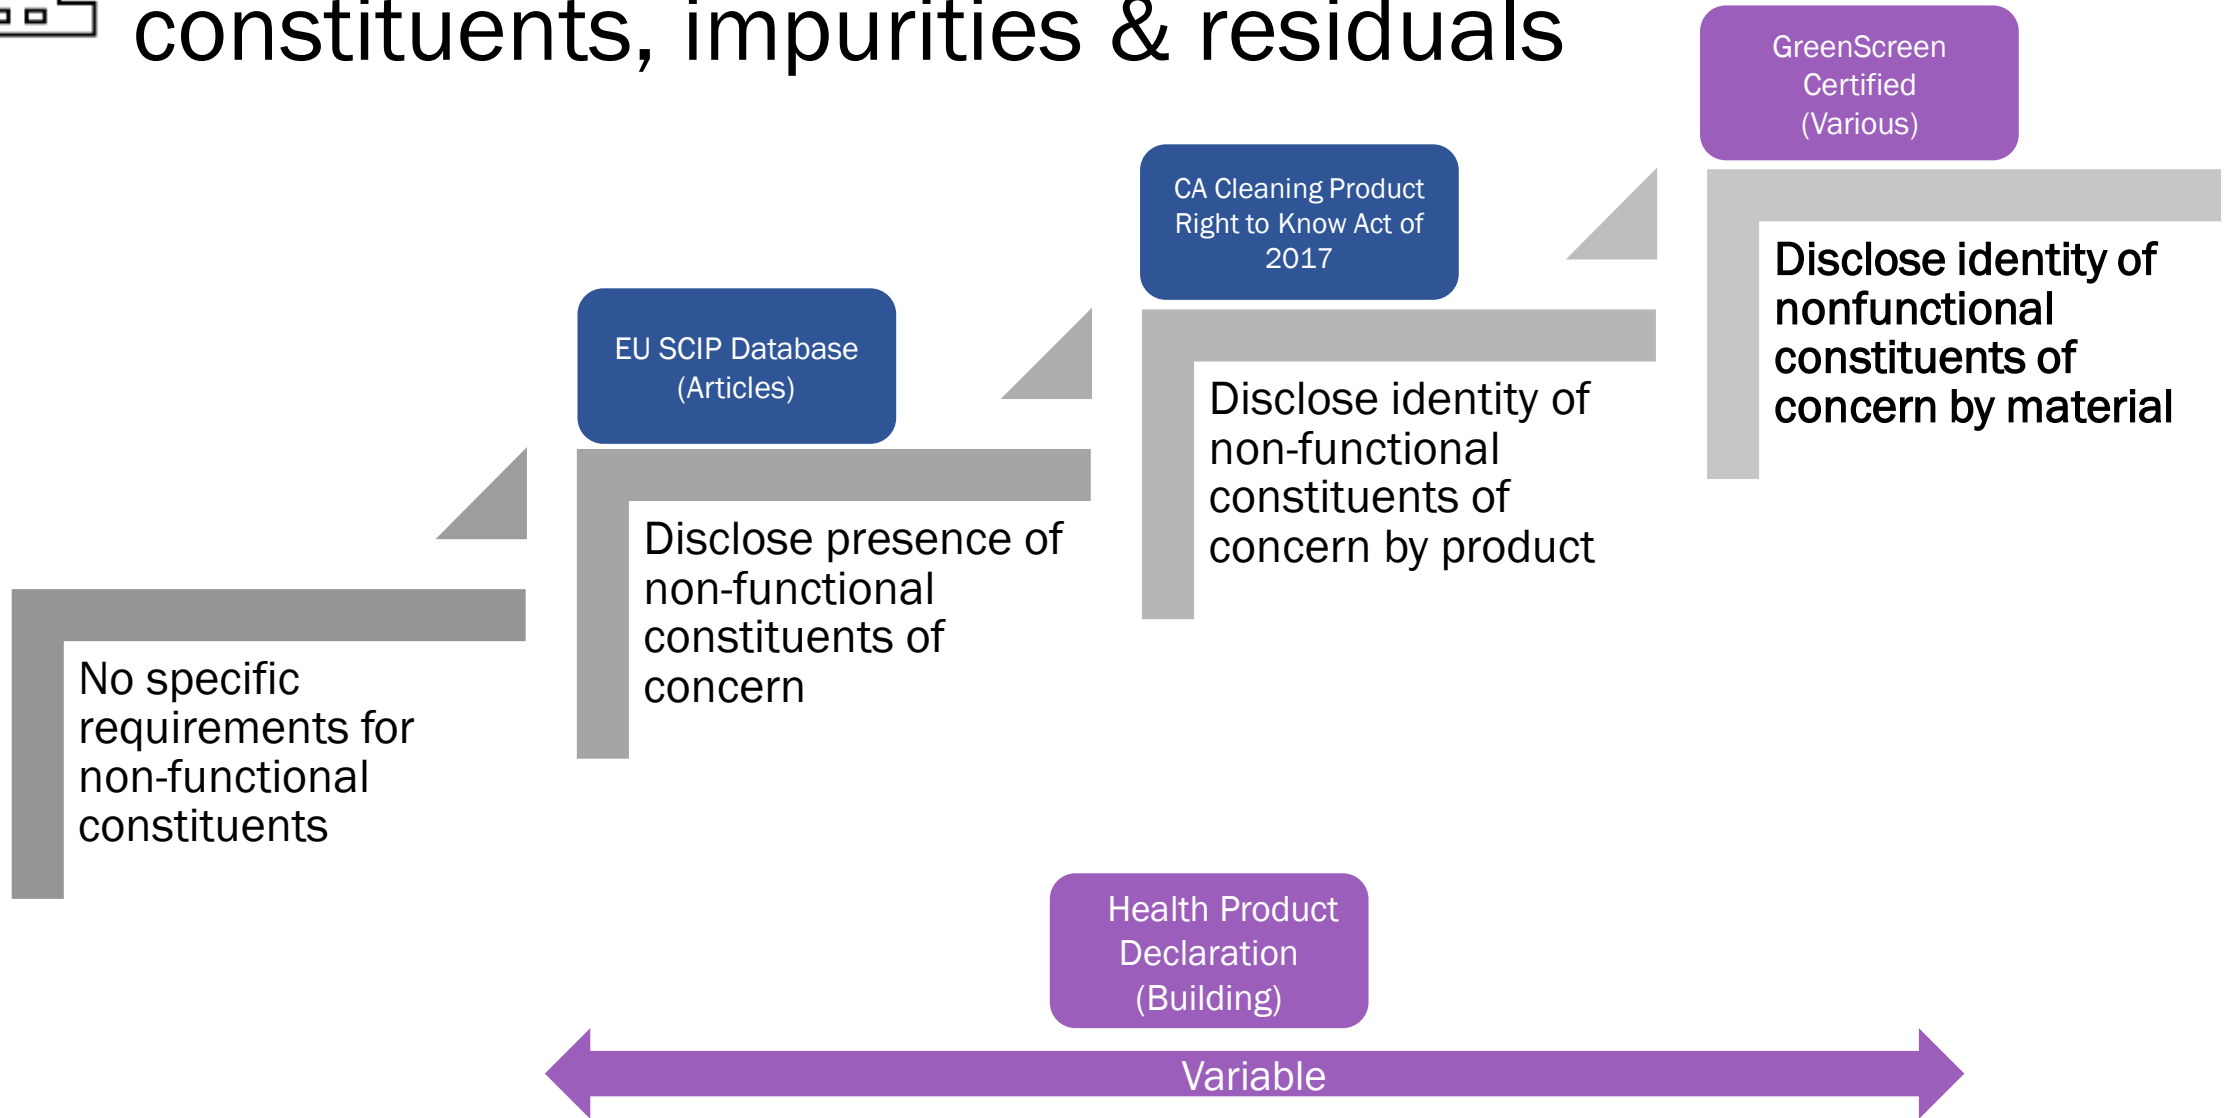 constituents, impurities & residuals
GreenScreen
Certified
(Various)
CA Cleaning Product
Right to Know Act of
2017
Disclose identity of
nonfunctional
constituents of
concern by material
EU SCIP Database
(Articles)
Disclose identity of
non-functional
constituents of
concern by product
Disclose presence of
non-functional
constituents of
concern
No specific
requirements for
non-functional
constituents
Health Product
Declaration
(Building)
Variable